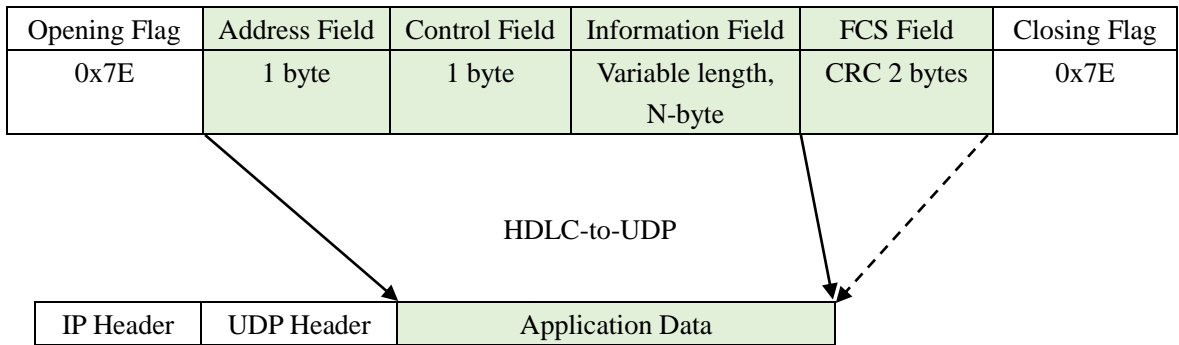 Opening Flag Address Field Control Field Information Field FCS Field Closing Flag
0x7E 1 byte 1 byte Variable length, CRC 2 bytes 0x7E
N-byte
HDLC-to-UDP
IP Header UDP Header Application Data